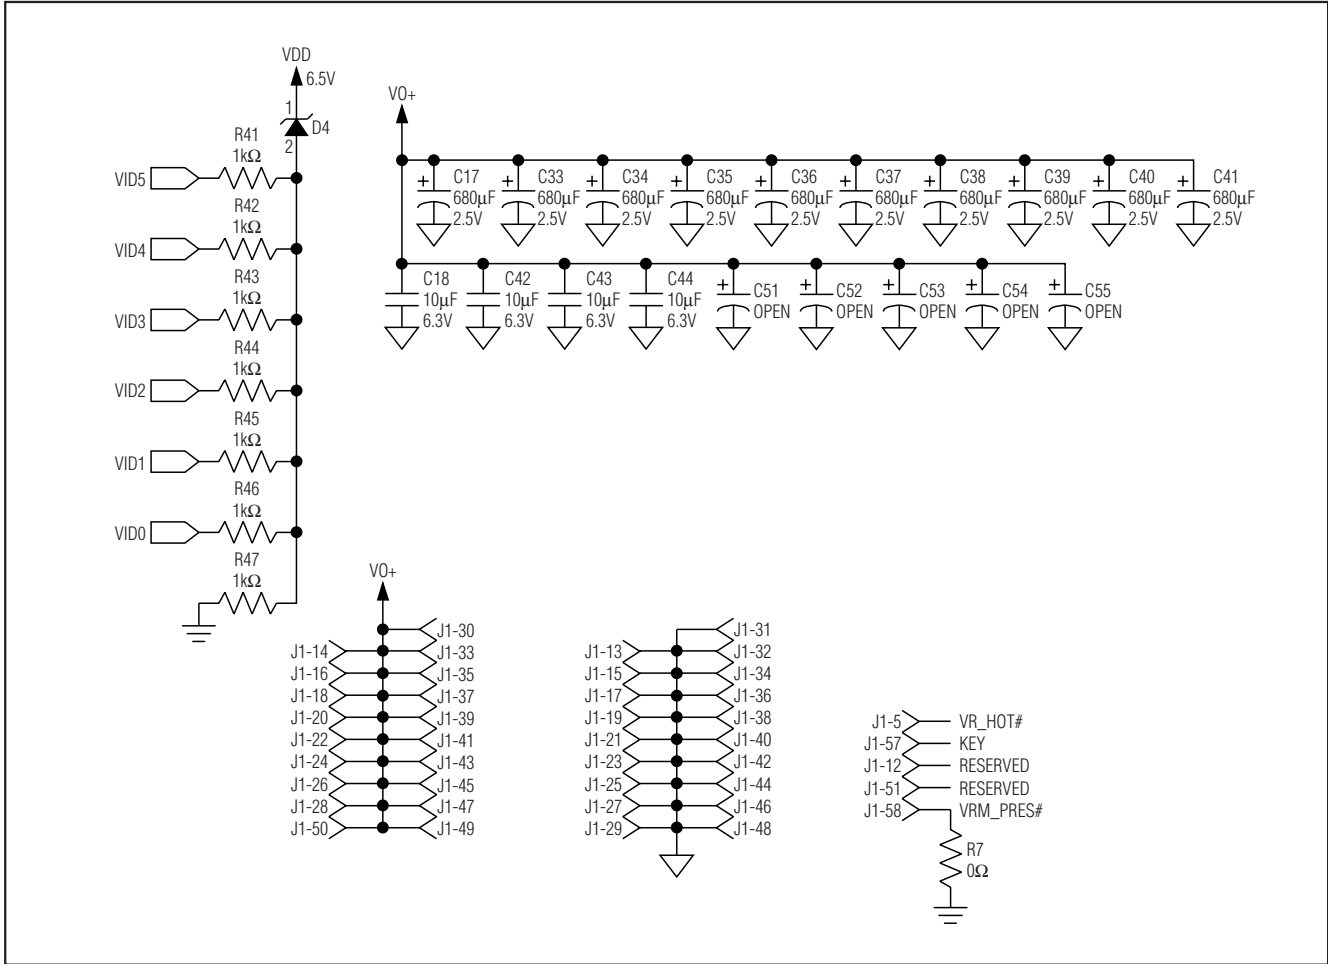 VDD
6.5V
1
D4
2
R41
1kΩ
VID5
R42
1kΩ
VID4
R43
1kΩ
VID3
R44
1kΩ
VID2
R45
1kΩ
VID1
R46
1kΩ
VID0
R47
1kΩ
VO+
+ C17
680µF
2.5V
+ C33
680µF
2.5V
+ C34
680µF
2.5V
+ C35
680µF
2.5V
+ C36
680µF
2.5V
+ C37
680µF
2.5V
+ C38
680µF
2.5V
+ C39
680µF
2.5V
+ C40
680µF
2.5V
+ C41
680µF
2.5V
C18
10µF
6.3V
C42
10µF
6.3V
C43
10µF
6.3V
C44
10µF
6.3V
+ C51
OPEN
+ C52
OPEN
+ C53
OPEN
+ C54
OPEN
+ C55
OPEN
VO+
J1-30
J1-14 J1-33
J1-16 J1-35
J1-18 J1-37
J1-20 J1-39
J1-22 J1-41
J1-24 J1-43
J1-26 J1-45
J1-28 J1-47
J1-50 J1-49
J1-31
J1-13 J1-32
J1-15 J1-34
J1-17 J1-36
J1-19 J1-38
J1-21 J1-40
J1-23 J1-42
J1-25 J1-44
J1-27 J1-46
J1-29 J1-48
J1-5 VR_HOT#
J1-57 KEY
J1-12 RESERVED
J1-51 RESERVED
J1-58 VRM_PRES#
R7
0Ω